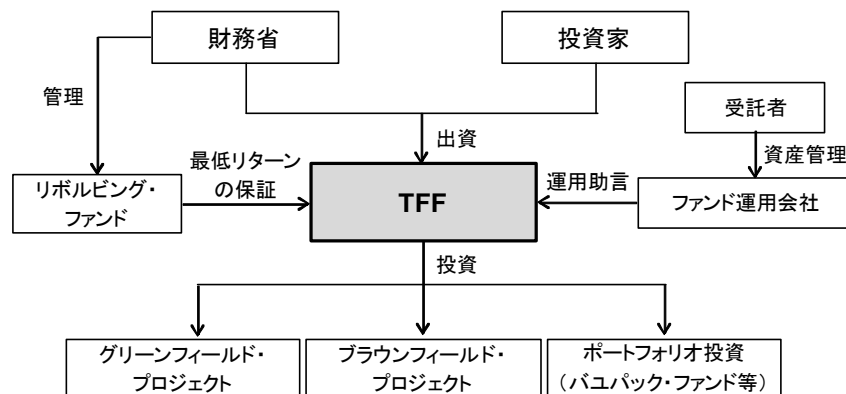 財務省
投資家
管理
受託者
出資
最低リターン
の保証
資産管理
運用助言
リボルビング・
ファンド
TFF
ファンド運用会社
投資
グリーンフィールド・
プロジェクト
ブラウンフィールド・
プロジェクト
ポートフォリオ投資
（バユパック・ファンド等）